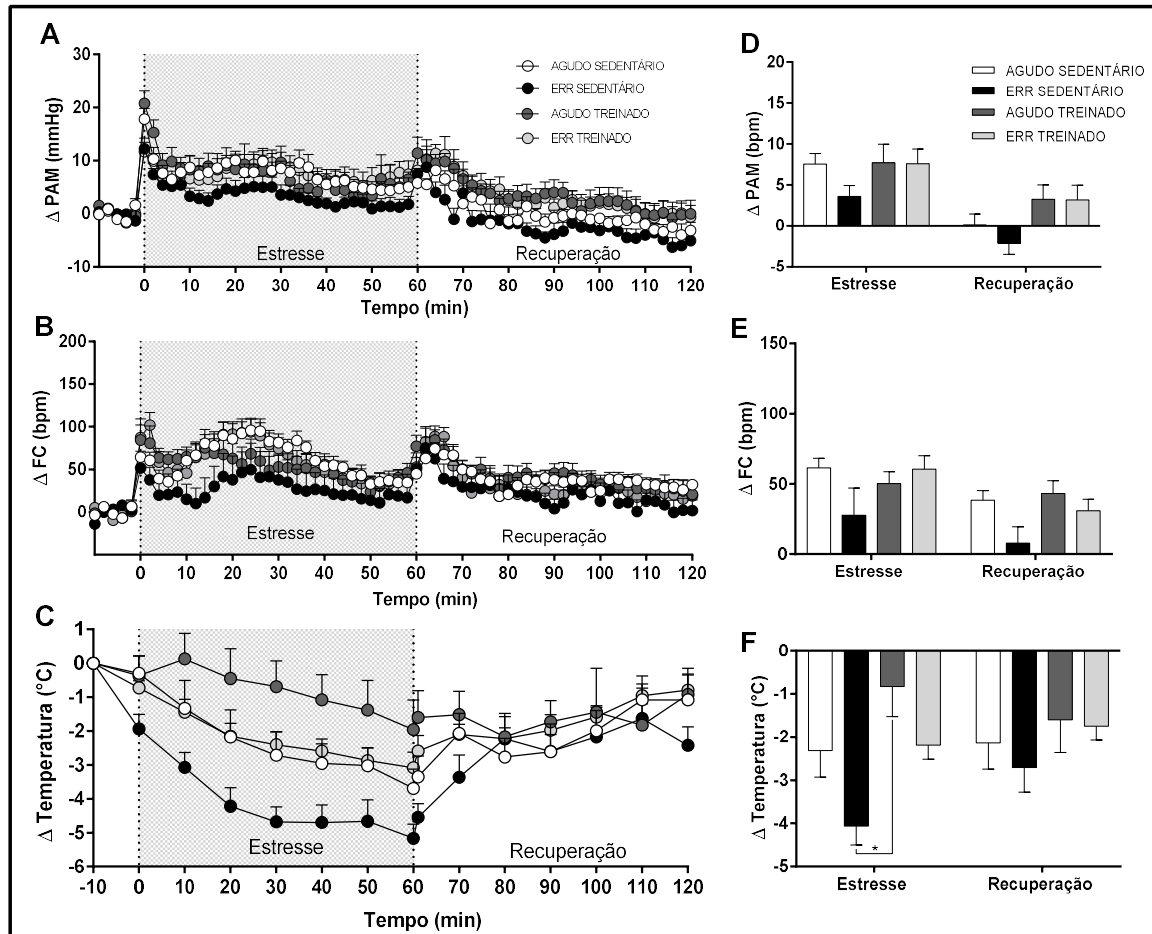 A
30
20
10
0
-10
Δ PAM (mmHg)
AGUDO SEDENTÁRIO
ERR SEDENTÁRIO
AGUDO TREINADO
ERR TREINADO
Estresse
Recuperação
0 10 20 30 40 50 60 70 80 90 100 110 120
Tempo (min)
D
20
15
10
5
0
-5
Δ PAM (bpm)
AGUDO SEDENTÁRIO
ERR SEDENTÁRIO
AGUDO TREINADO
ERR TREINADO
Estresse
Recuperação
B
200
150
100
50
0
Δ FC (bpm)
Estresse
Recuperação
0 10 20 30 40 50 60 70 80 90 100 110 120
Tempo (min)
E
150
100
50
0
Δ FC (bpm)
Estresse
Recuperação
C
1
0
-1
-2
-3
-4
-5
-6
Δ Temperatura (°C)
Estresse
Recuperação
-10 0 10 20 30 40 50 60 70 80 90 100 110 120
Tempo (min)
F
0
-1
-2
-3
-4
-5
Δ Temperatura (°C)
*
Estresse
Recuperação